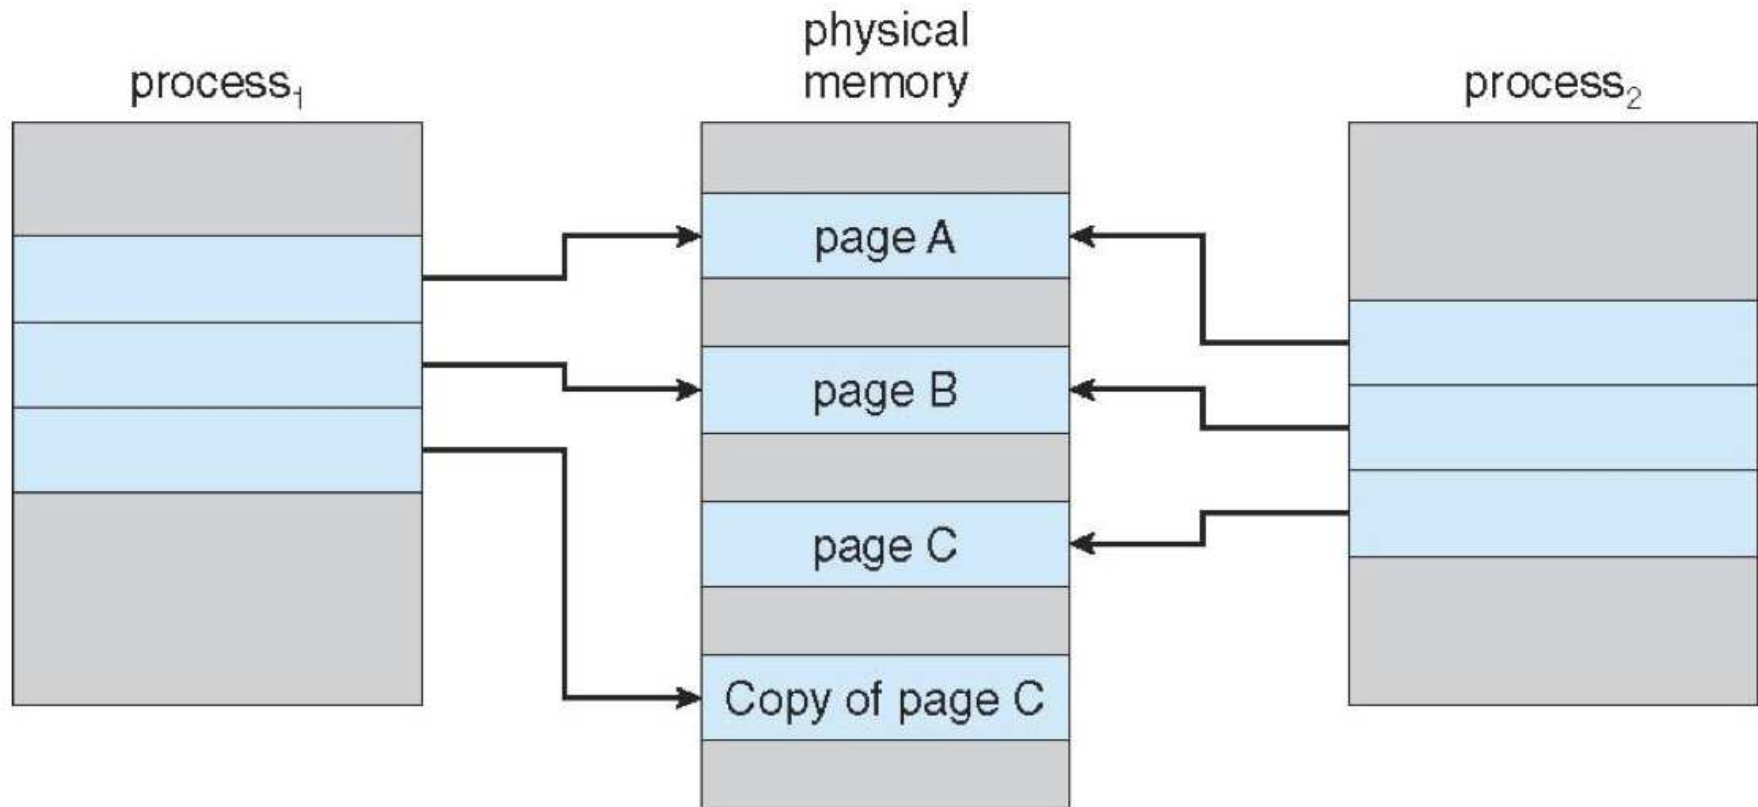 process₁
physical
memory
process₂
page A
page B
page C
Copy of page C